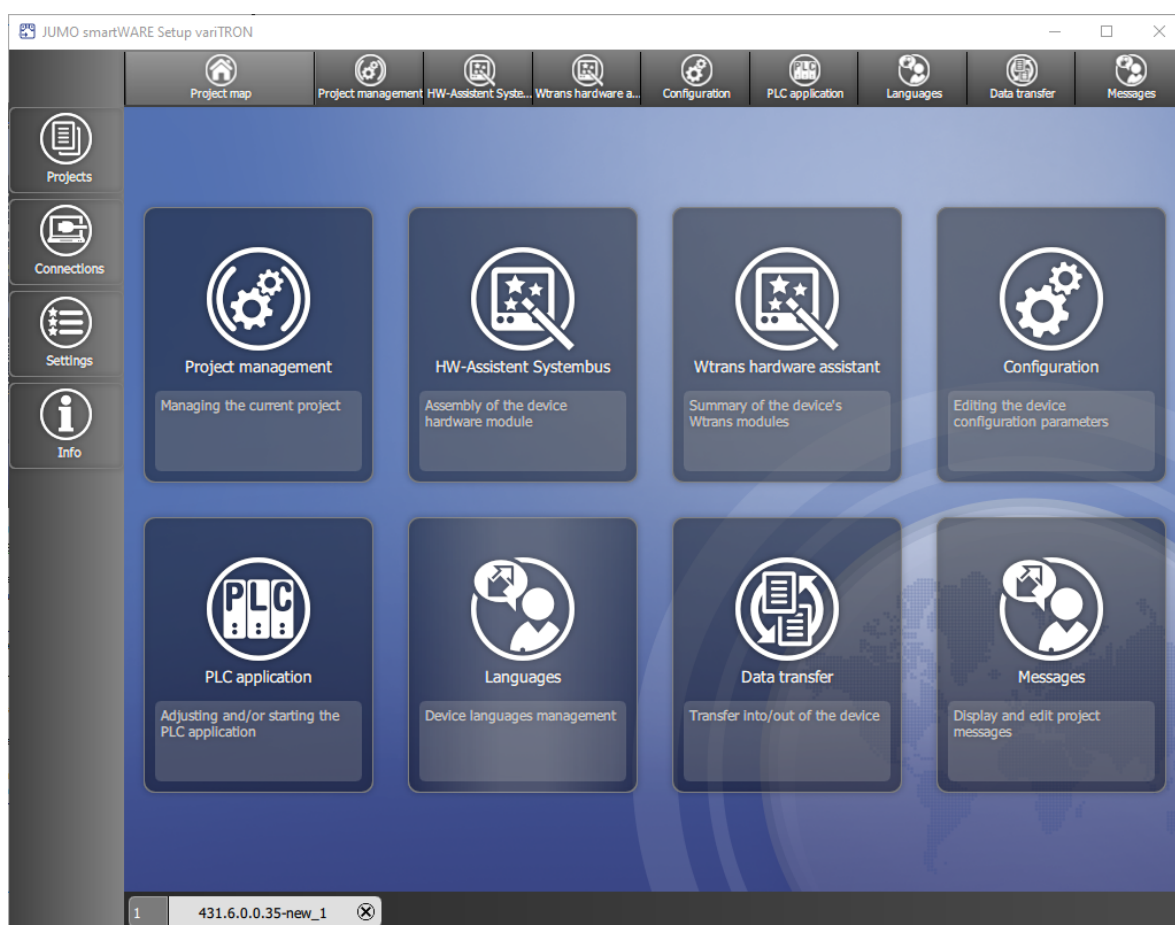 JUMO smartWARE Setup variTRON
Project map
Project management
HW-Assistent Syste...
Wtrans hardware a...
Configuration
PLC application
Languages
Data transfer
Messages
Projects
Connections
Settings
Info
Project management
Managing the current project
HW-Assistent Systembus
Assembly of the device
hardware module
Wtrans hardware assistant
Summary of the device's
Wtrans modules
Configuration
Editing the device
configuration parameters
PLC
PLC application
Adjusting and/or starting the
PLC application
Languages
Device languages management
Data transfer
Transfer into/out of the device
Messages
Display and edit project
messages
1
431.6.0.0.35-new_1